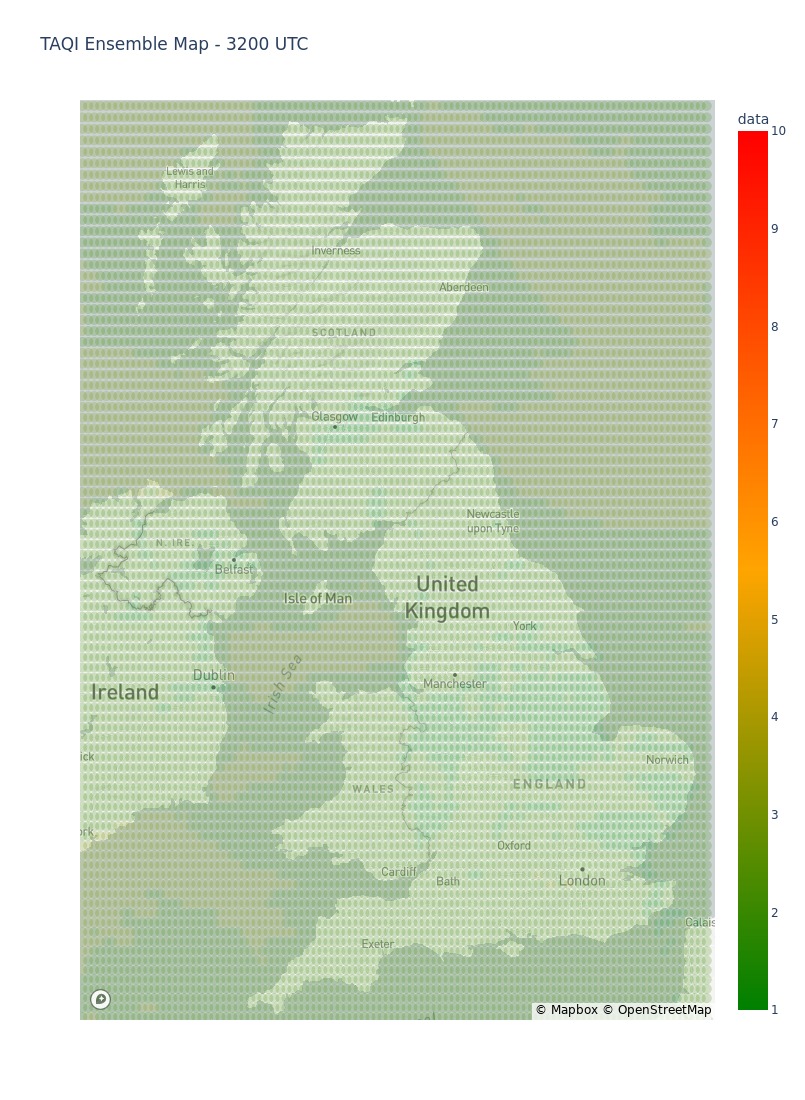 TAQI Ensemble Map - 3200 UTC
data
10
9
8
7
6
5
4
3
2
1
Lewis and
Harris
Inverness
Aberdeen
SCOTLAND
Glasgow
Edinburgh
Newcastle
upon Tyne
N. IRE.
Belfast
Isle of Man
United
Kingdom
York
Dublin
Irish Sea
Manchester
Ireland
ick
Norwich
WALES
ENGLAND
ork
Oxford
Cardiff
Bath
London
Calais
Exeter
© Mapbox © OpenStreetMap